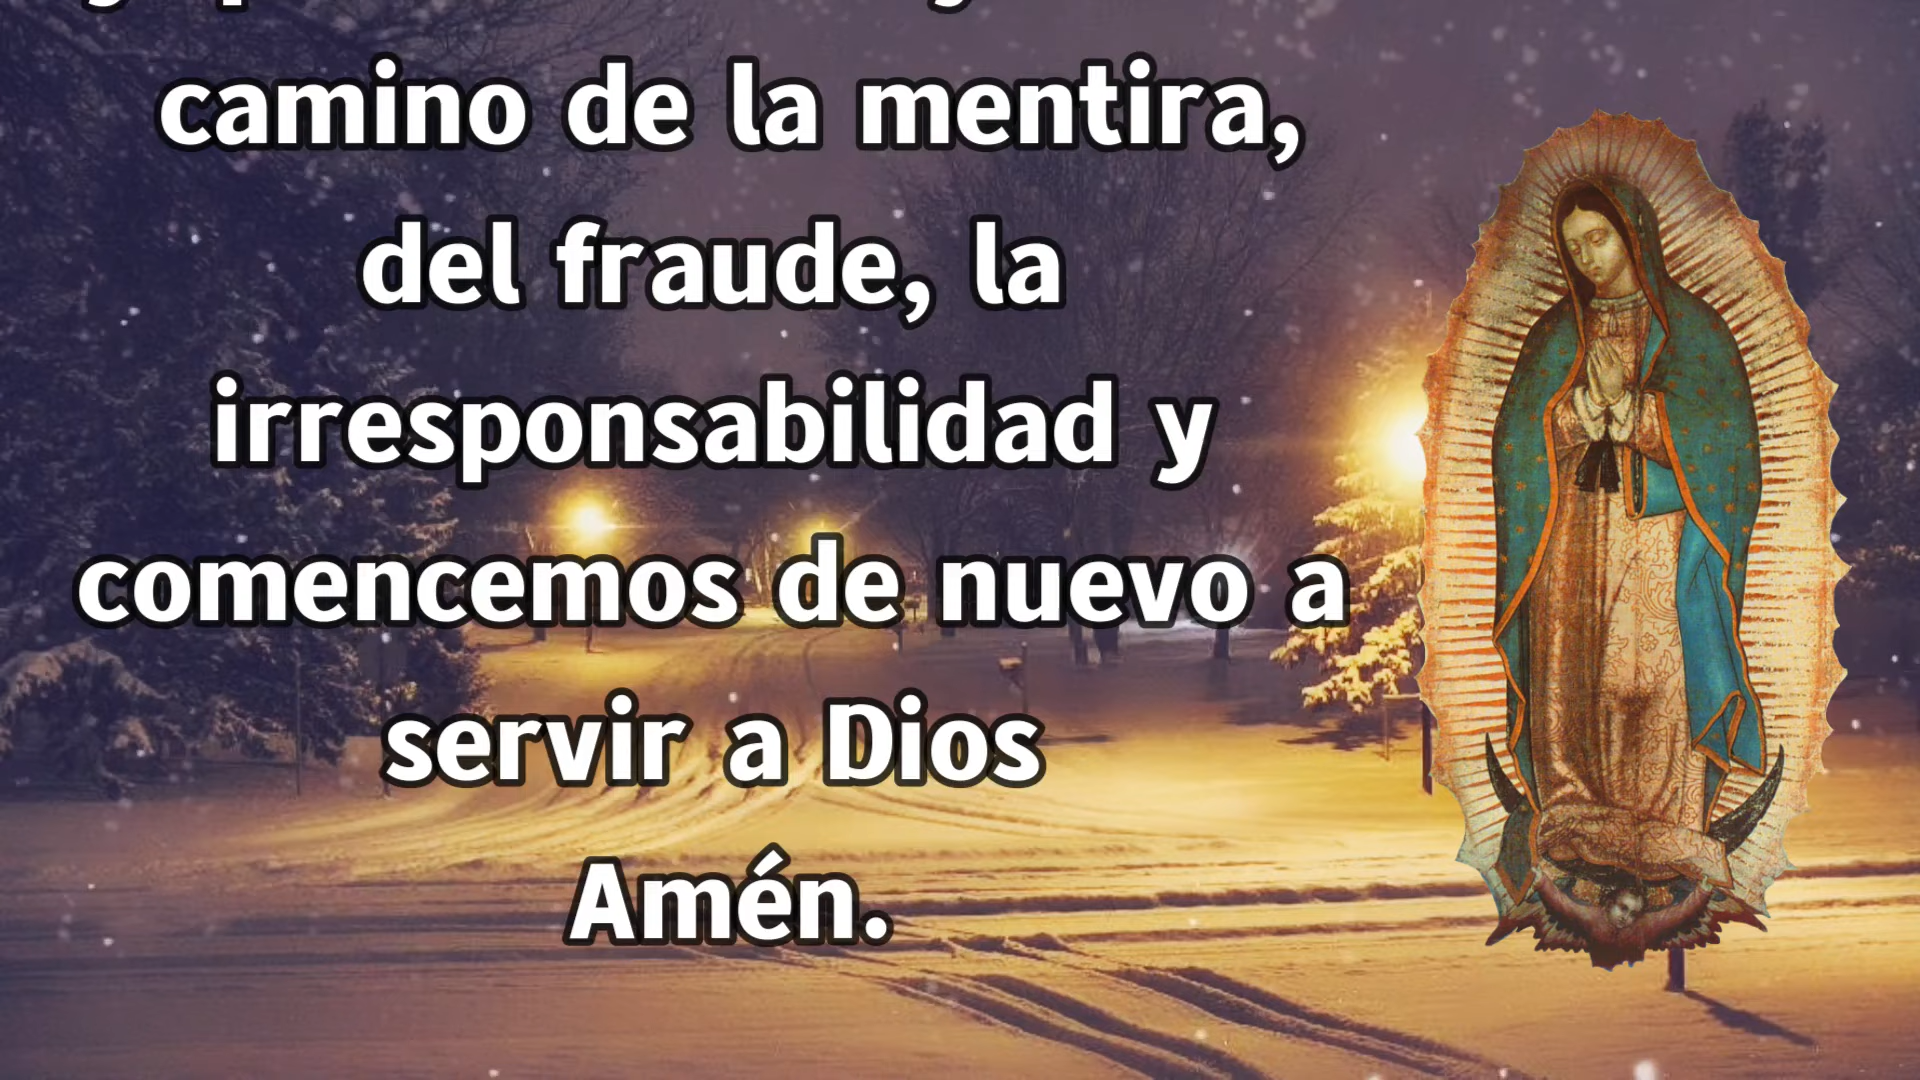 camino de la mentira,
del fraude, la
irresponsabilidad y
comencemos de nuevo a
servir a Dios
Amén.